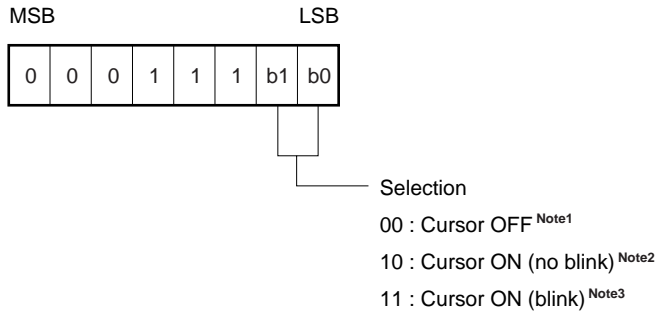 MSB LSB
0 0 0 1 1 1 b1 b0
Selection
00 : Cursor OFF Note1
10 : Cursor ON (no blink) Note2
11 : Cursor ON (blink) Note3